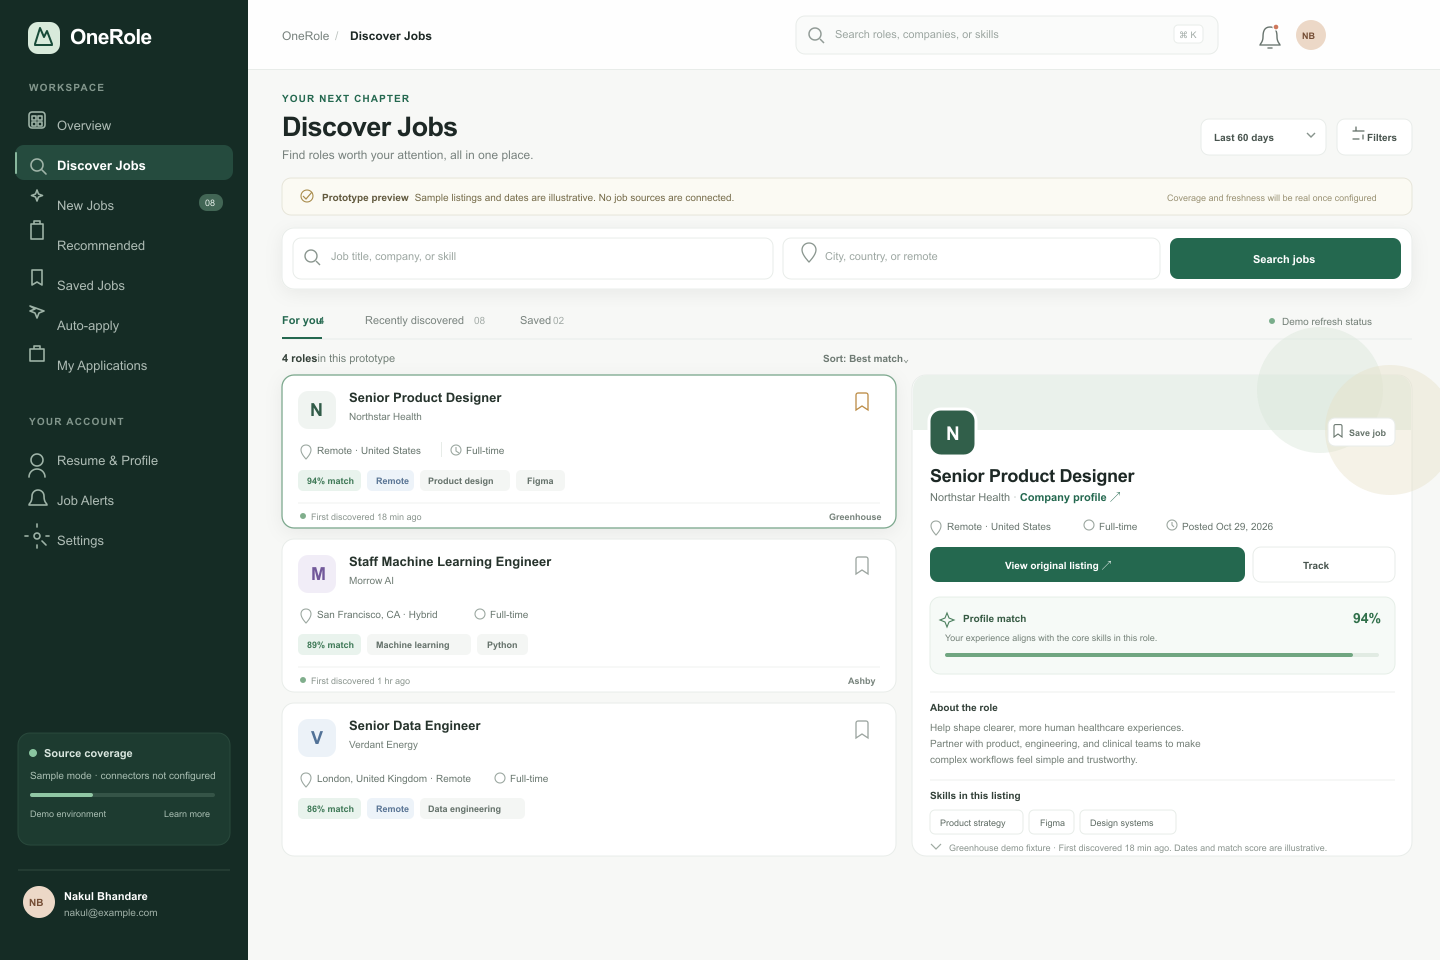 OneRole
WORKSPACE
Overview
Discover Jobs
New Jobs 08
Recommended
Saved Jobs
Auto-apply
My Applications
YOUR ACCOUNT
Resume & Profile
Job Alerts
Settings
Source coverage
Sample mode · connectors not configured
Demo environment Learn more
NB
Nakul Bhandare
nakul@example.com
OneRole / Discover Jobs
Search roles, companies, or skills ⌘ K
NB
YOUR NEXT CHAPTER
Discover Jobs
Find roles worth your attention, all in one place.
Last 60 days
Filters
Prototype preview Sample listings and dates are illustrative. No job sources are connected.
Coverage and freshness will be real once configured
Job title, company, or skill
City, country, or remote
Search jobs
For you
Recently discovered 08
Saved 02
Demo refresh status
4 roles in this prototype
Sort: Best match
N
Senior Product Designer
Northstar Health
Remote · United States
Full-time
94% match Remote Product design Figma
First discovered 18 min ago
Greenhouse
M
Staff Machine Learning Engineer
Morrow AI
San Francisco, CA · Hybrid
Full-time
89% match Machine learning Python
First discovered 1 hr ago
Ashby
V
Senior Data Engineer
Verdant Energy
London, United Kingdom · Remote
Full-time
86% match Remote Data engineering
N
Save job
Senior Product Designer
Northstar Health · Company profile ↗
Remote · United States
Full-time
Posted Oct 29, 2026
View original listing ↗
Track
Profile match 94%
Your experience aligns with the core skills in this role.
About the role
Help shape clearer, more human healthcare experiences.
Partner with product, engineering, and clinical teams to make
complex workflows feel simple and trustworthy.
Skills in this listing
Product strategy Figma Design systems
Greenhouse demo fixture · First discovered 18 min ago. Dates and match score are illustrative.